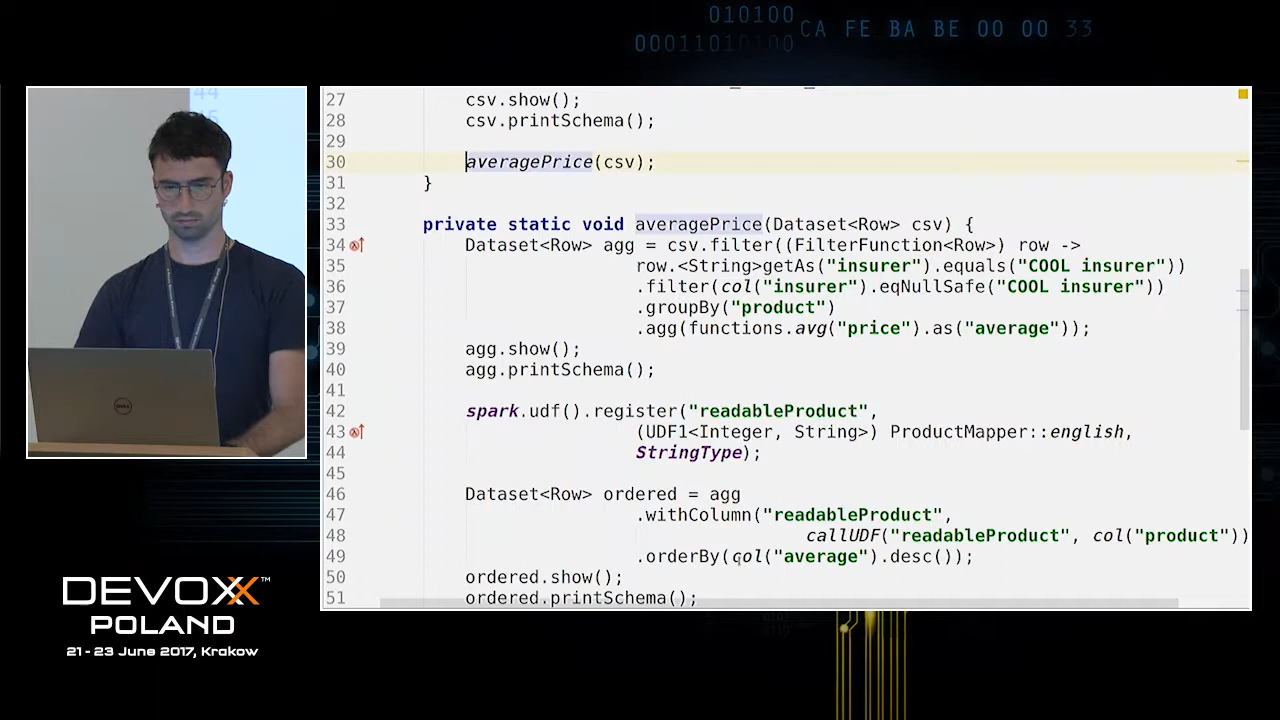 010100
000110 10100
CA FE BA BE 00 00 33
44
27 csv.show();
28 csv.printSchema();
29
30 averagePrice(csv);
31 }
32
33 private static void averagePrice(Dataset<Row> csv) {
34 Dataset<Row> agg = csv.filter((FilterFunction<Row>) row ->
35 row.<String>getAs("insurer").equals("COOL insurer"))
36 .filter(col("insurer").eqNullSafe("COOL insurer"))
37 .groupBy("product")
38 .agg(functions.avg("price").as("average"));
39 agg.show();
40 agg.printSchema();
41
42 spark.udf().register("readableProduct",
43 (UDF1<Integer, String>) ProductMapper::english,
44 StringType);
45
46 Dataset<Row> ordered = agg
47 .withColumn("readableProduct",
48 callUDF("readableProduct", col("product"))
49 .orderBy(col("average").desc());
50 ordered.show();
51 ordered.printSchema();
DELL
DEVOXX™
POLAND
21 - 23 June 2017, Krakow